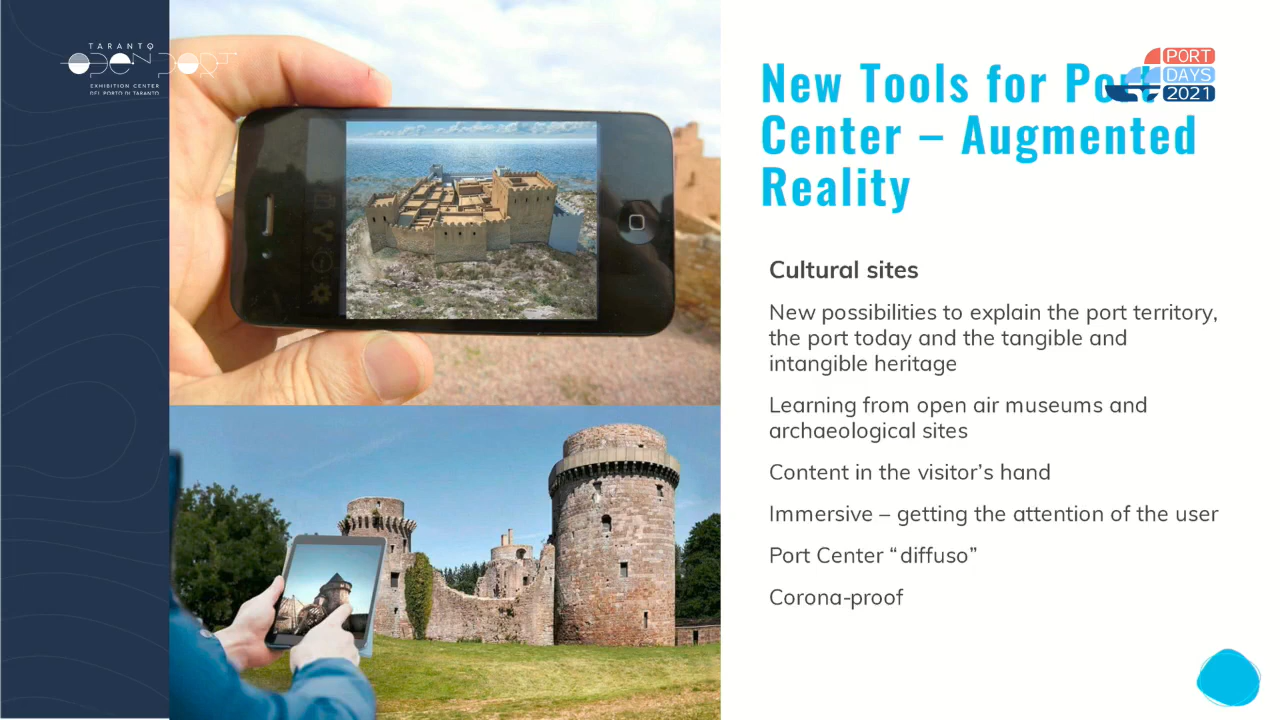 TARANTO
OPEN PORT
EXHIBITION CENTER
DEL PORTO DI TARANTO
PORT
DAYS
2021
New Tools for Port
Center – Augmented
Reality
Cultural sites
New possibilities to explain the port territory,
the port today and the tangible and
intangible heritage
Learning from open air museums and
archaeological sites
Content in the visitor’s hand
Immersive – getting the attention of the user
Port Center “diffuso”
Corona-proof